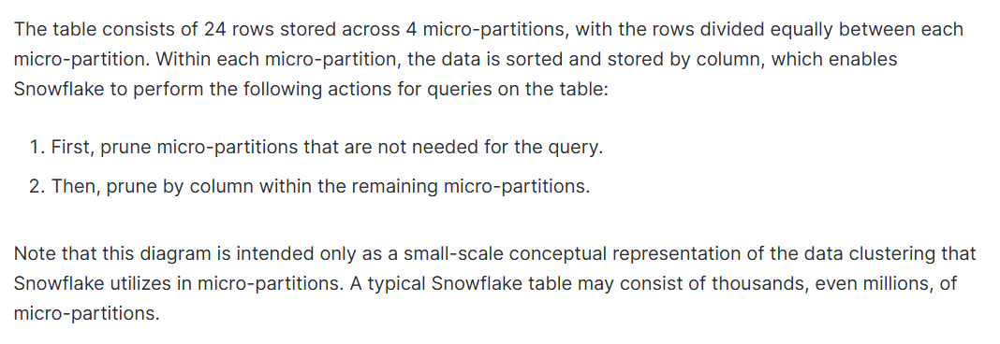 The table consists of 24 rows stored across 4 micro-partitions, with the rows divided equally between each
micro-partition. Within each micro-partition, the data is sorted and stored by column, which enables
Snowflake to perform the following actions for queries on the table:
1. First, prune micro-partitions that are not needed for the query.
2. Then, prune by column within the remaining micro-partitions.
Note that this diagram is intended only as a small-scale conceptual representation of the data clustering that
Snowflake utilizes in micro-partitions. A typical Snowflake table may consist of thousands, even millions, of
micro-partitions.